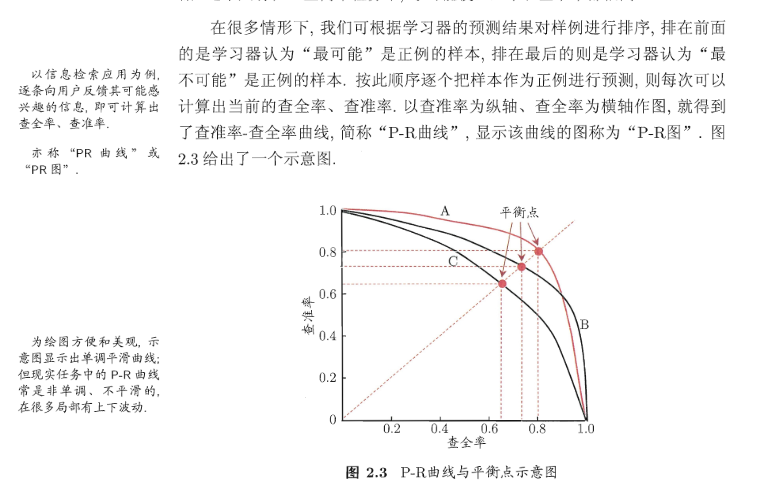 在很多情形下, 我们可根据学习器的预测结果对样例进行排序, 排在前面
的是学习器认为“最可能”是正例的样本, 排在最后的则是学习器认为“最
不可能”是正例的样本. 按此顺序逐个把样本作为正例进行预测, 则每次可以
计算出当前的查全率、查准率. 以查准率为纵轴、查全率为横轴作图, 就得到
了查准率-查全率曲线, 简称“P-R曲线”, 显示该曲线的图称为“P-R图”. 图
2.3 给出了一个示意图.
以信息检索应用为例,
逐条向用户反馈其可能感
兴趣的信息, 即可计算出
查全率、查准率.
亦称“PR 曲线”或
“PR 图”.
为绘图方便和美观, 示
意图显示出单调平滑曲线;
但现实任务中的 P-R 曲线
常是非单调、不平滑的,
在很多局部有上下波动.
查准率
1.0
0.8
0.6
0.4
0.2
0
A
平衡点
C
B
0.2 0.4 0.6 0.8 1.0
查全率
图 2.3 P-R曲线与平衡点示意图